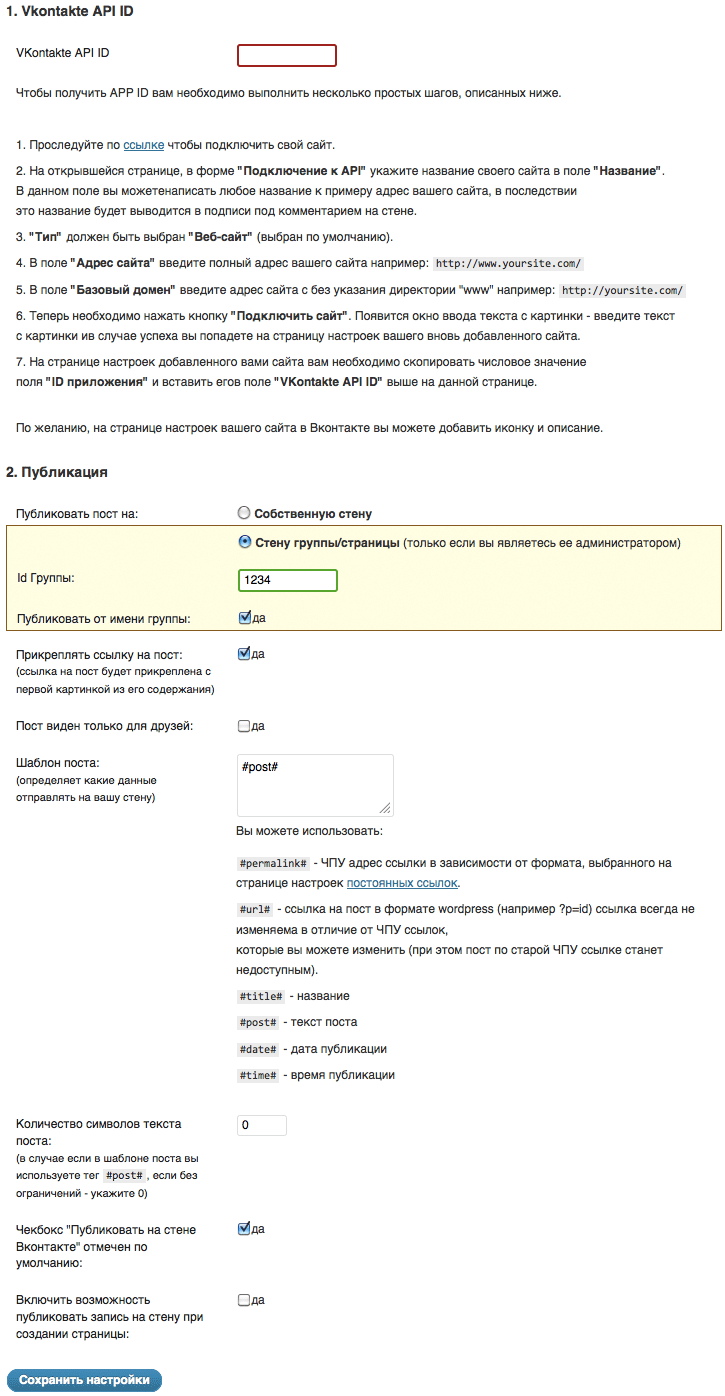 1. Vkontakte API ID
VKontakte API ID
Чтобы получить APP ID вам необходимо выполнить несколько простых шагов, описанных ниже.
1. Проследуйте по ссылке чтобы подключить свой сайт.
2. На открывшейся странице, в форме "Подключение к API" укажите название своего сайта в поле "Название".
В данном поле вы можетенаписать любое название к примеру адрес вашего сайта, в последствии
это название будет выводится в подписи под комментарием на стене.
3. "Тип" должен быть выбран "Веб-сайт" (выбран по умолчанию).
4. В поле "Адрес сайта" введите полный адрес вашего сайта например: http://www.yoursite.com/
5. В поле "Базовый домен" введите адрес сайта с без указания директории "www" например: http://yoursite.com/
6. Теперь необходимо нажать кнопку "Подключить сайт". Появится окно ввода текста с картинки - введите текст
с картинки ив случае успеха вы попадете на страницу настроек вашего вновь добавленного сайта.
7. На странице настроек добавленного вами сайта вам необходимо скопировать числовое значение
поля "ID приложения" и вставить егов поле "VKontakte API ID" выше на данной странице.
По желанию, на странице настроек вашего сайта в Вконтакте вы можете добавить иконку и описание.
2. Публикация
Публиковать пост на: Собственную стену
Стену группы/страницы (только если вы являетесь ее администратором)
Id Группы: 1234
Публиковать от имени группы: да
Прикреплять ссылку на пост: да
(ссылка на пост будет прикреплена с
первой картинкой из его содержания)
Пост виден только для друзей: да
Шаблон поста: #post#
(определяет какие данные
отправлять на вашу стену)
Вы можете использовать:
#permalink# - ЧПУ адрес ссылки в зависимости от формата, выбранного на
странице настроек постоянных ссылок.
#url# - ссылка на пост в формате wordpress (например ?p=id) ссылка всегда не
изменяема в отличие от ЧПУ ссылок,
которые вы можете изменить (при этом пост по старой ЧПУ ссылке станет
недоступным).
#title# - название
#post# - текст поста
#date# - дата публикации
#time# - время публикации
Количество символов текста 0
поста:
(в случае если в шаблоне поста вы
используете тег #post#, если без
ограничений - укажите 0)
Чекбокс "Публиковать на стене да
Вконтакте" отмечен по
умолчанию:
Включить возможность да
публиковать запись на стену при
создании страницы:
Сохранить настройки